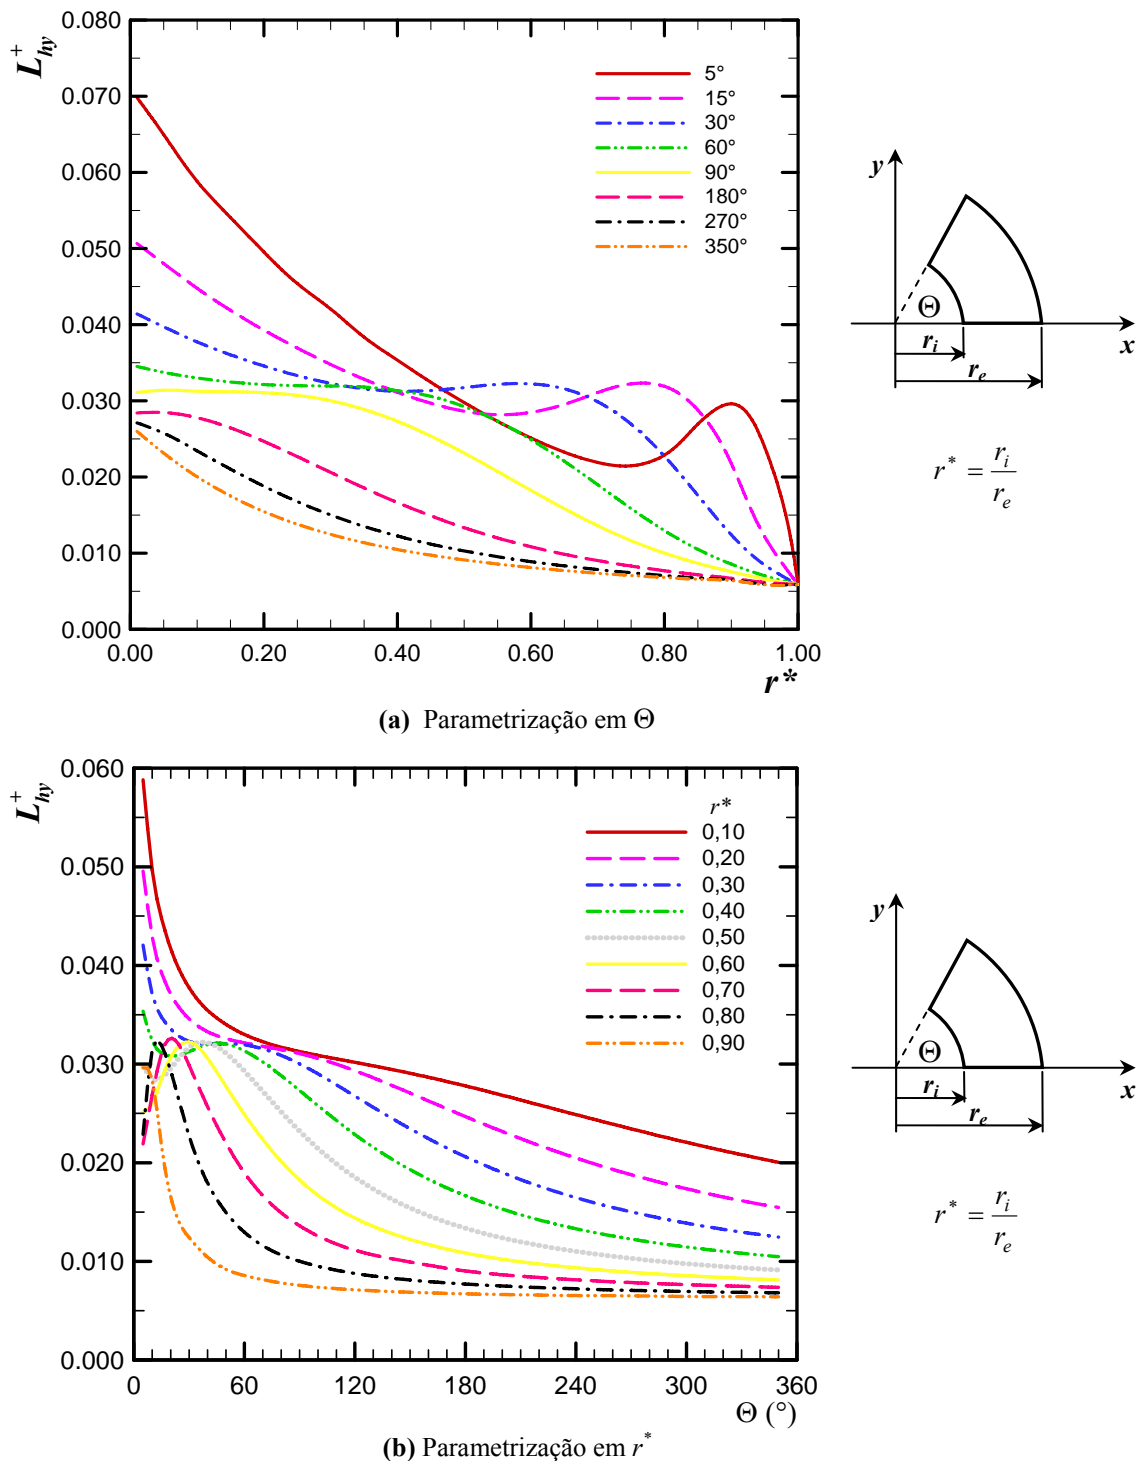 L⁺hy
0.080
0.070
0.060
0.050
0.040
0.030
0.020
0.010
0.000
0.00 0.20 0.40 0.60 0.80 1.00
r*
5°
15°
30°
60°
90°
180°
270°
350°
y
Θ
rᵢ
x
rₑ
r* = rᵢ / rₑ
(a) Parametrização em Θ
L⁺hy
0.060
0.050
0.040
0.030
0.020
0.010
0.000
0 60 120 180 240 300 360
Θ (°)
r*
0,10
0,20
0,30
0,40
0,50
0,60
0,70
0,80
0,90
y
Θ
rᵢ
x
rₑ
r* = rᵢ / rₑ
(b) Parametrização em r*